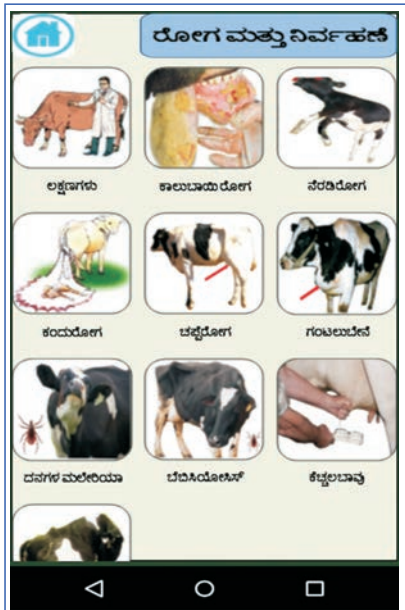 ರೋಗ ಮತ್ತು ನಿರ್ವಹಣೆ
ಲಕ್ಷಣಗಳು
ಕಾಲುಬಾಯಿ ರೋಗ
ನೆರಡಿರೋಗ
ಕಂದುರೋಗ
ಚಪ್ಪೆರೋಗ
ಗಂಟಲುಬೇನೆ
ದನಗಳ ಮಲೇರಿಯಾ
ಬೆಬಿಸಿಯೋಸಿಸ್
ಕೆಚ್ಚಲಬಾವು